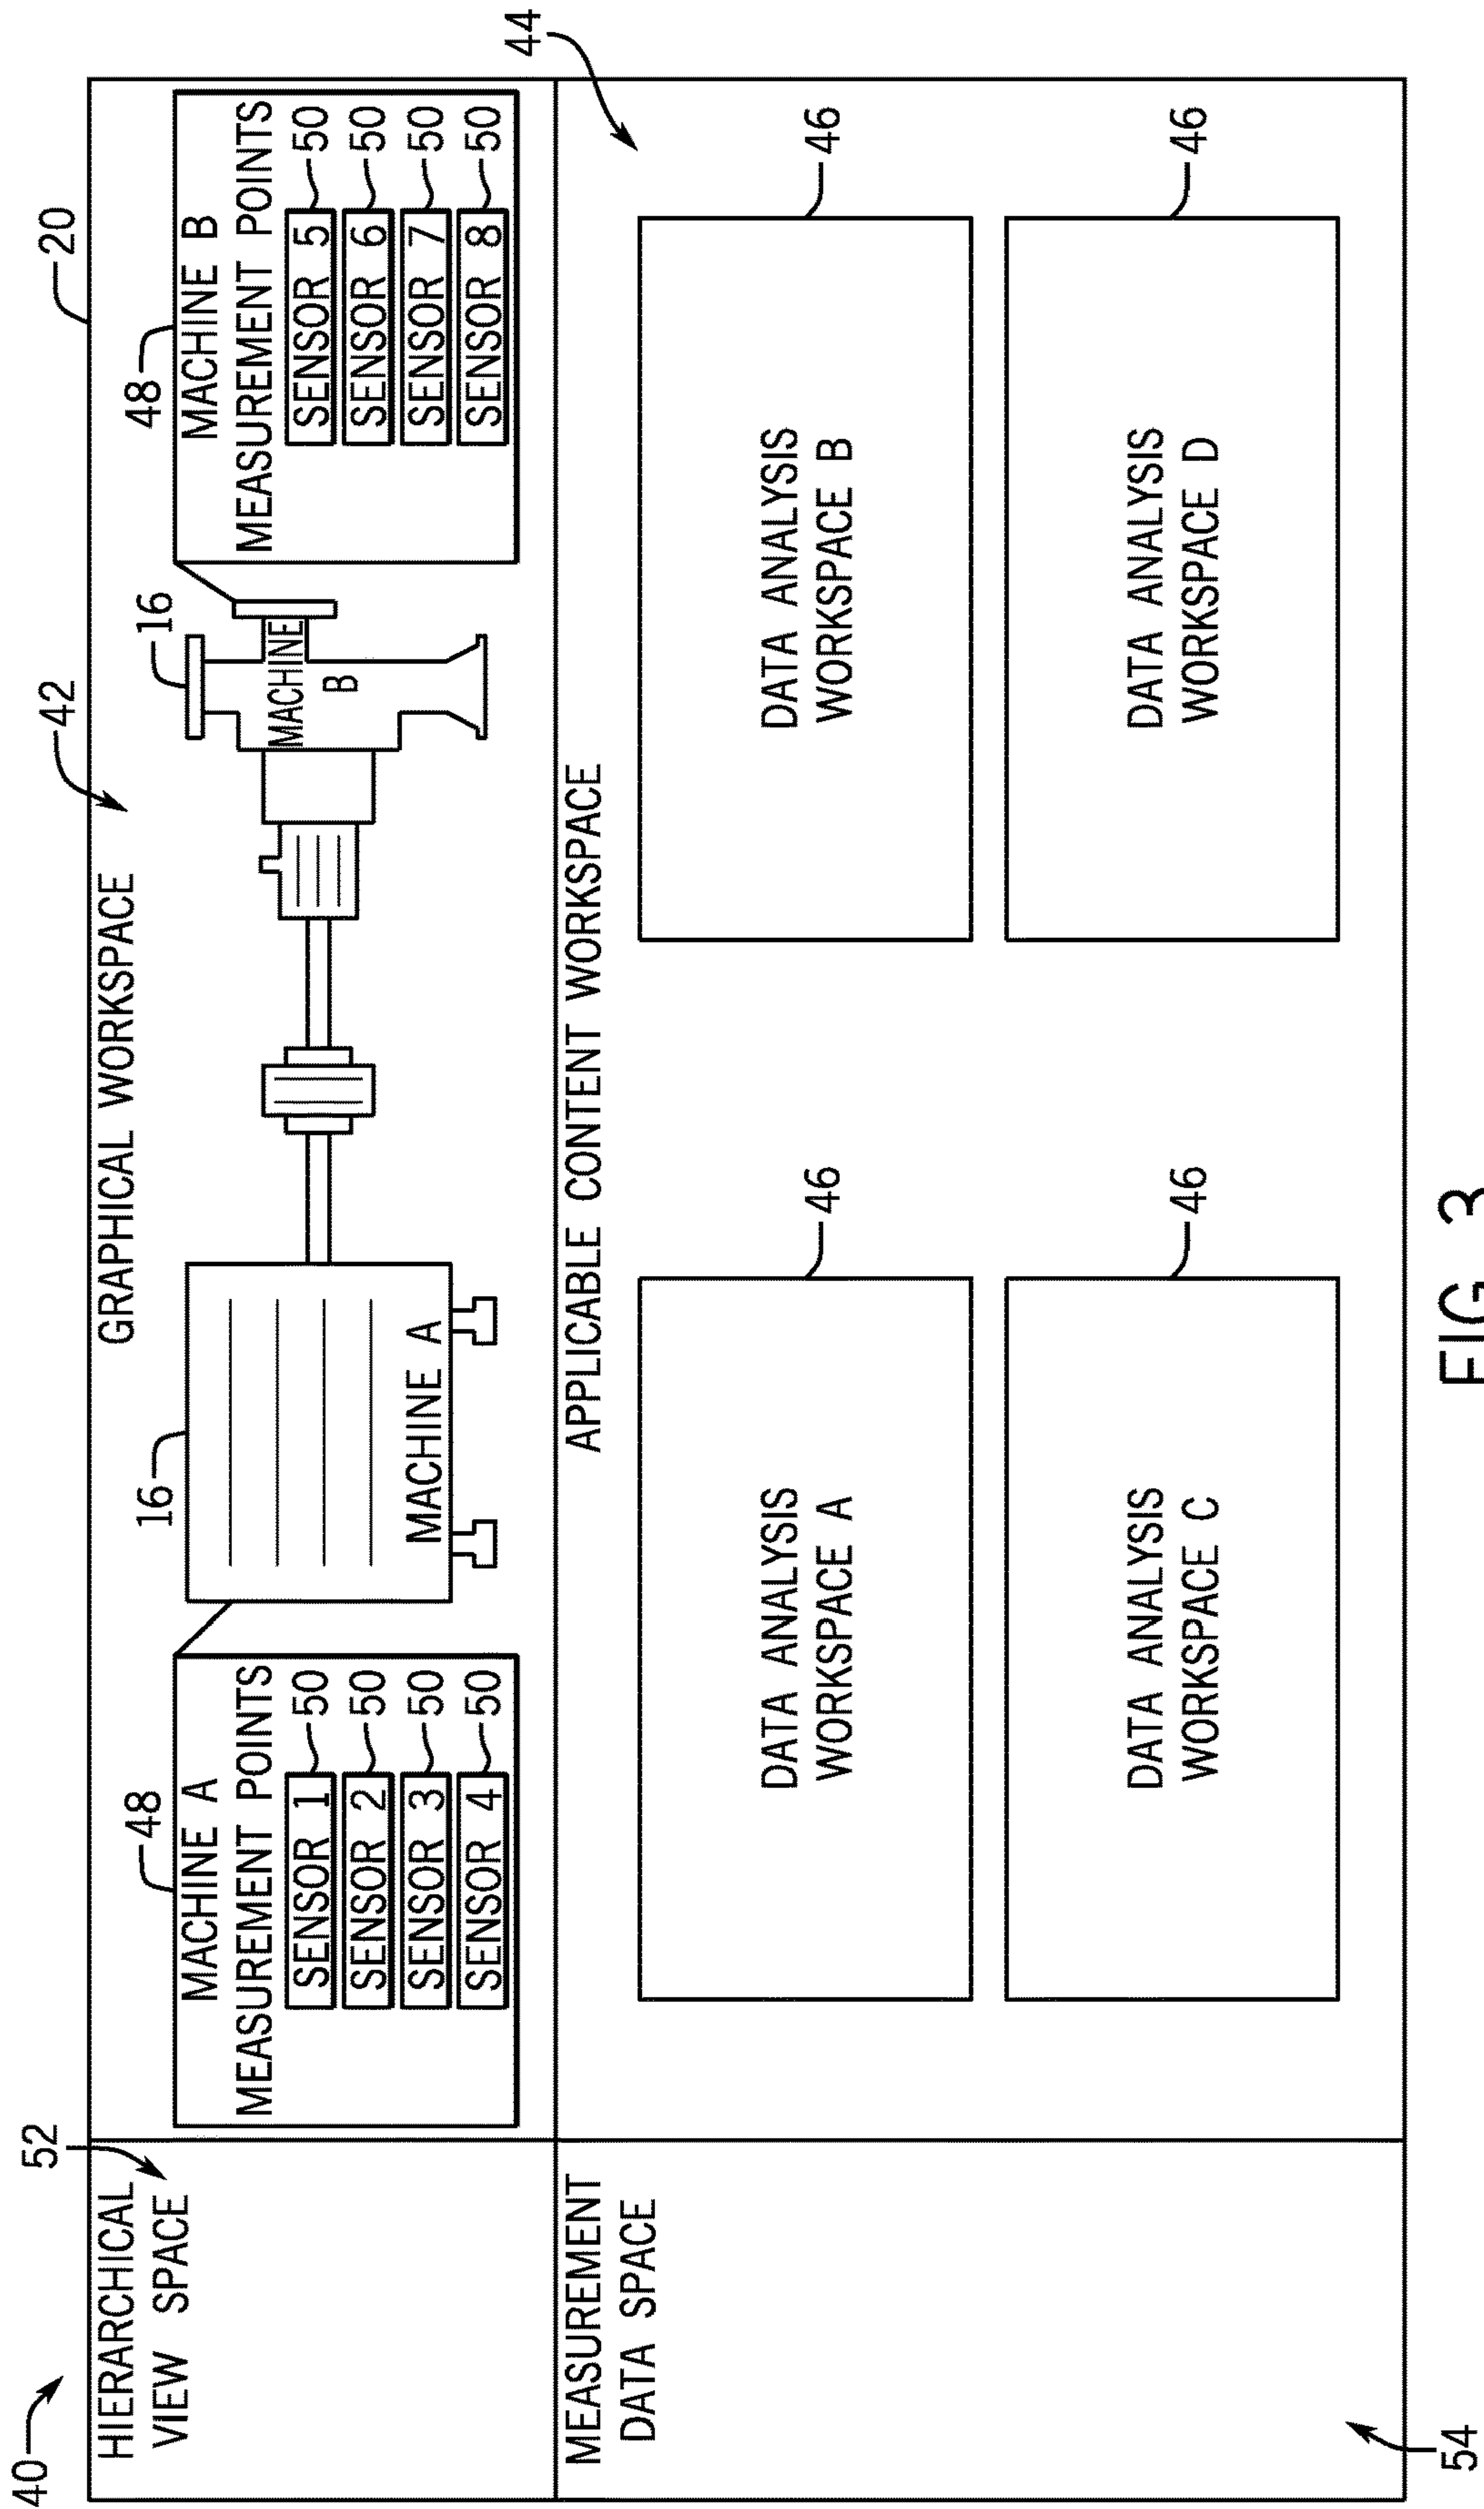 40
52
42
20
HIERARCHICAL
VIEW SPACE
GRAPHICAL WORKSPACE
48
MACHINE A
MEASUREMENT POINTS
SENSOR 1
50
SENSOR 2
50
SENSOR 3
50
SENSOR 4
50
16
MACHINE A
16
MACHINE
B
48
MACHINE B
MEASUREMENT POINTS
SENSOR 5
50
SENSOR 6
50
SENSOR 7
50
SENSOR 8
50
44
MEASUREMENT
DATA SPACE
54
APPLICABLE CONTENT WORKSPACE
DATA ANALYSIS
WORKSPACE A
46
DATA ANALYSIS
WORKSPACE B
46
DATA ANALYSIS
WORKSPACE C
46
DATA ANALYSIS
WORKSPACE D
46
FIG 3